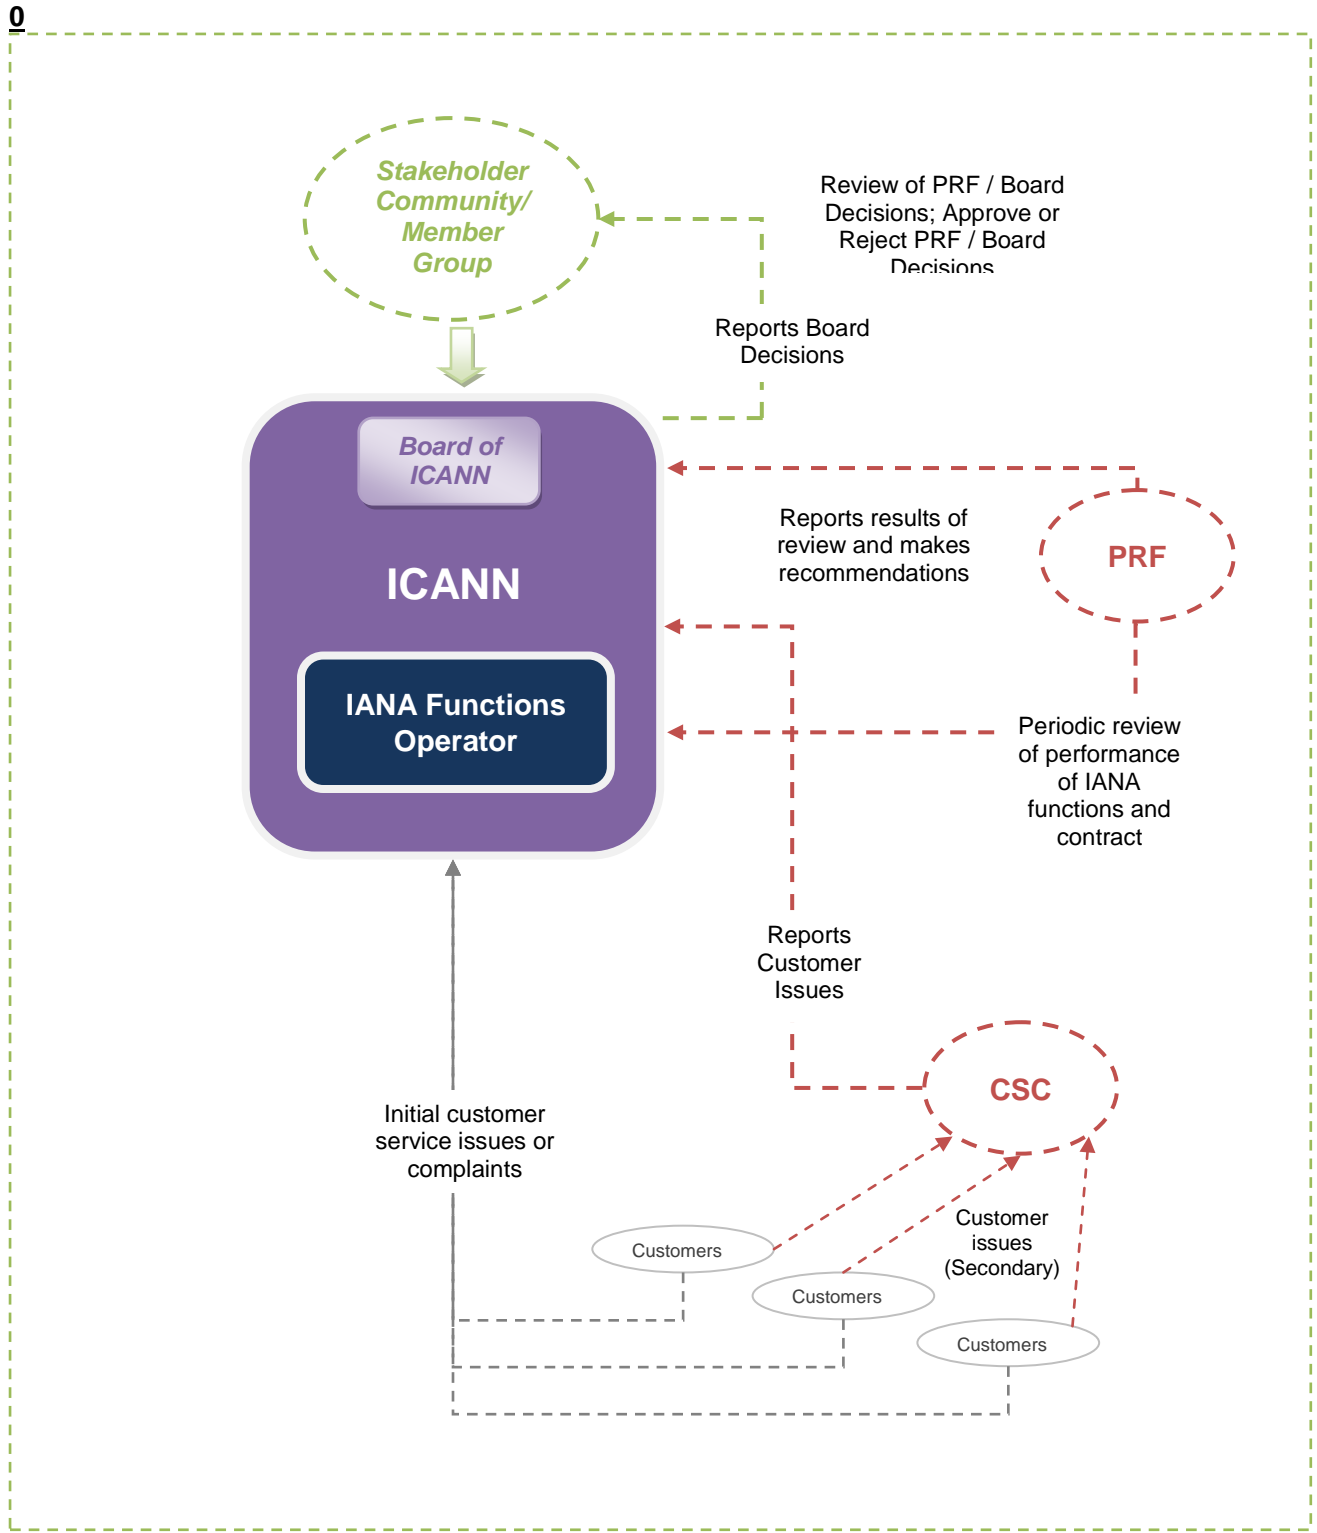 0
Stakeholder
Community/
Member
Group
Review of PRF / Board
Decisions; Approve or
Reject PRF / Board
Decisions
Reports Board
Decisions
Board of
ICANN
ICANN
Reports results of
review and makes
recommendations
PRF
IANA Functions
Operator
Periodic review
of performance
of IANA
functions and
contract
Reports
Customer
Issues
CSC
Initial customer
service issues or
complaints
Customer
issues
(Secondary)
Customers
Customers
Customers